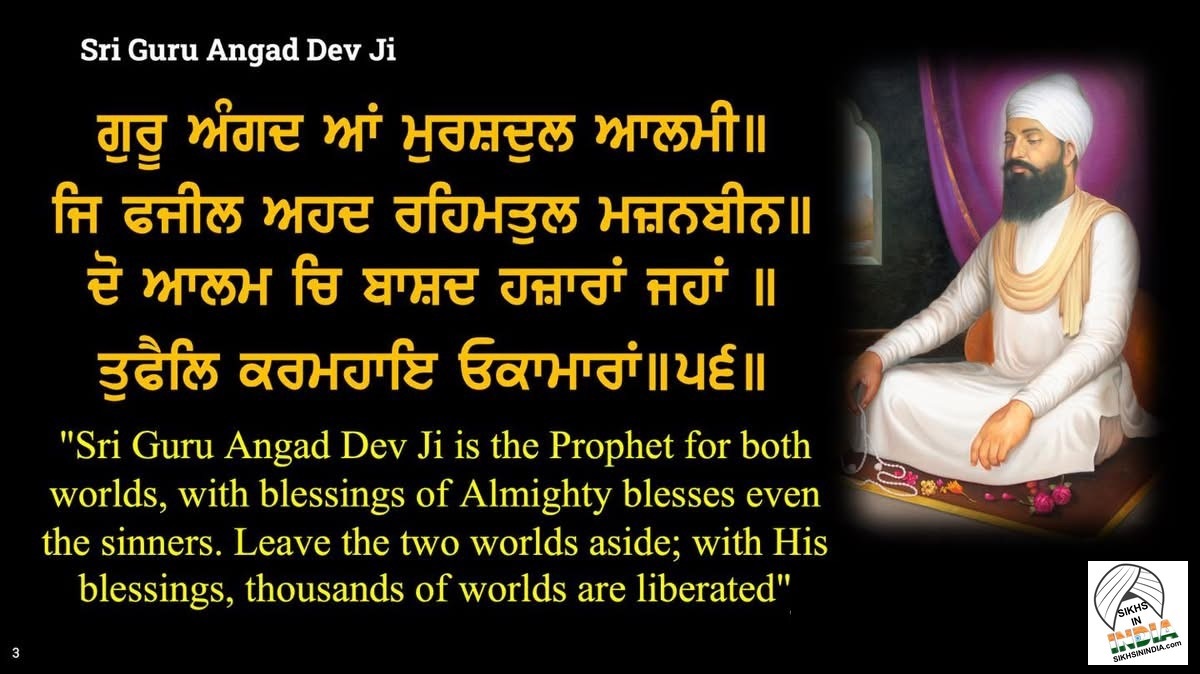 Sri Guru Angad Dev Ji
ਗੁਰੂ ਅੰਗਦ ਆਂ ਮੁਰਸ਼ਦੁਲ ਆਲਮੀ॥
ਜਿ ਫਜੀਲ ਅਹਦ ਰਹਿਮਤੁਲ ਮਜ਼ਨਬੀਨ॥
ਦੋ ਆਲਮ ਚਿ ਬਾਸ਼ਦ ਹਜ਼ਾਰਾਂ ਜਹਾਂ ॥
ਤੁਫੈਲਿ ਕਰਮਹਾਇ ਓਕਾਮਾਰਾਂ॥੫੬॥
"Sri Guru Angad Dev Ji is the Prophet for both
worlds, with blessings of Almighty blesses even
the sinners. Leave the two worlds aside; with His
blessings, thousands of worlds are liberated"
3
SIKHS
IN
INDIA
SIKHSININDIA.com